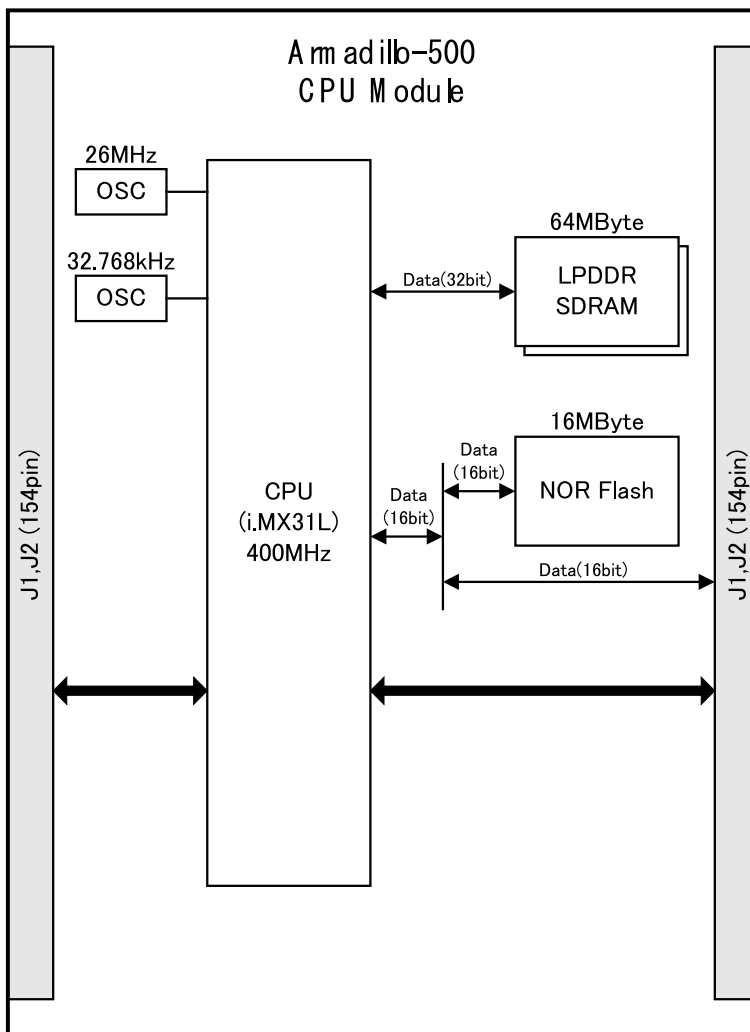 Armadillo-500
CPU Module
26MHz
OSC
32.768kHz
OSC
64MByte
LPDDR
SDRAM
Data(32bit)
16MByte
NOR Flash
Data
(16bit)
Data
(16bit)
Data(16bit)
CPU
(i.MX31L)
400MHz
J1,J2 (154pin)
J1,J2 (154pin)